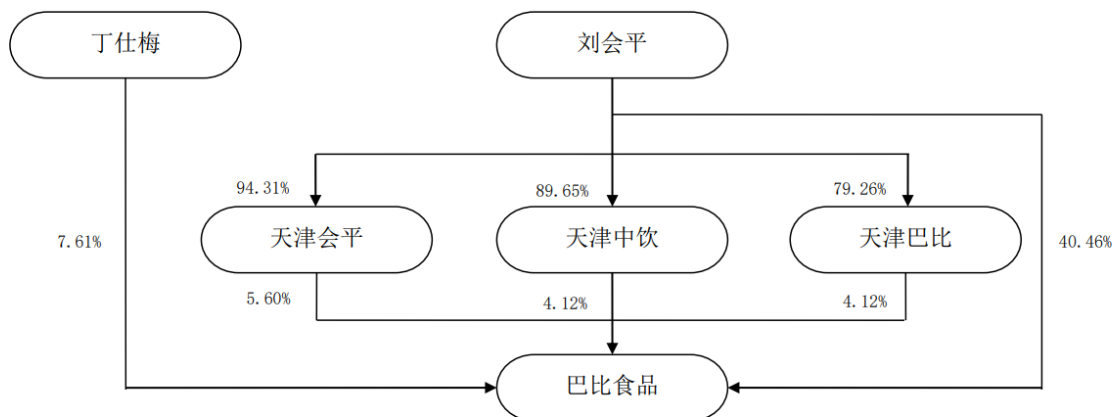 丁仕梅
刘会平
94.31%
89.65%
79.26%
天津会平
天津中饮
天津巴比
7.61%
40.46%
5.60%
4.12%
4.12%
巴比食品